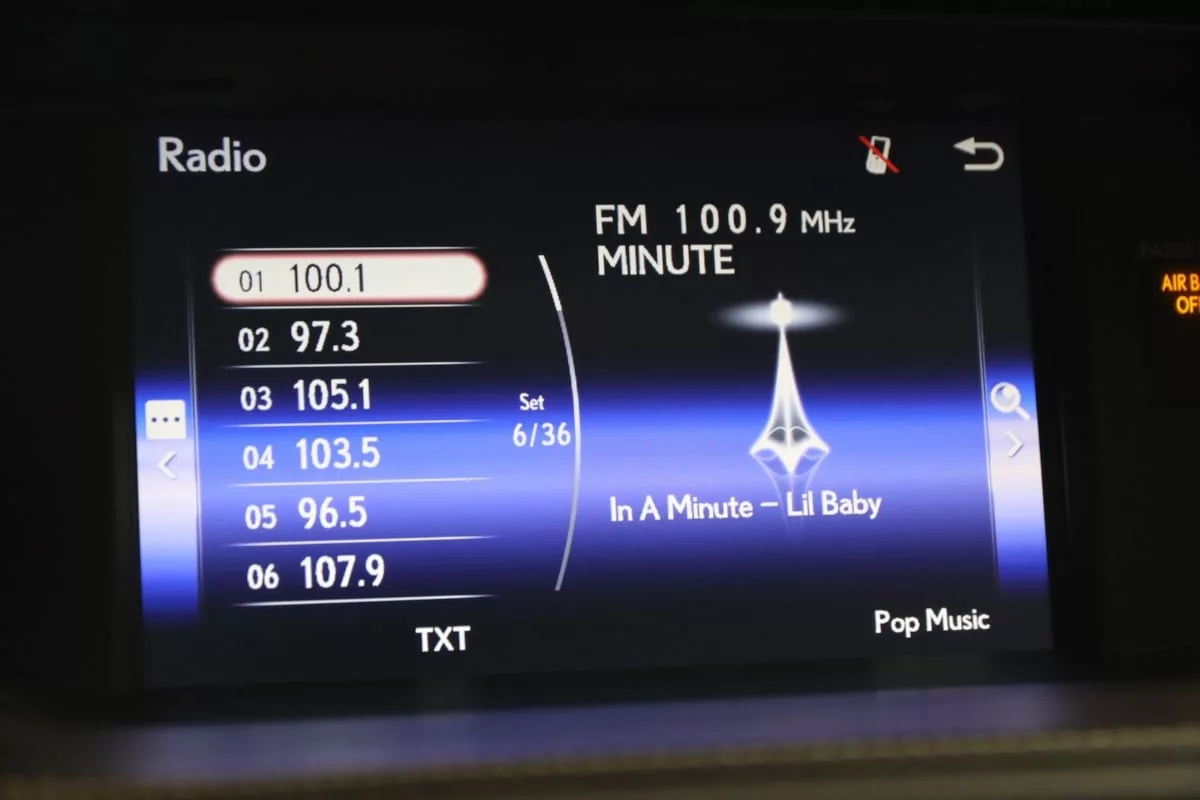 Radio
FM 100.9 MHz
MINUTE
01 100.1
02 97.3
03 105.1
04 103.5
05 96.5
06 107.9
Set
6/36
In A Minute – Lil Baby
TXT
Pop Music
AIR